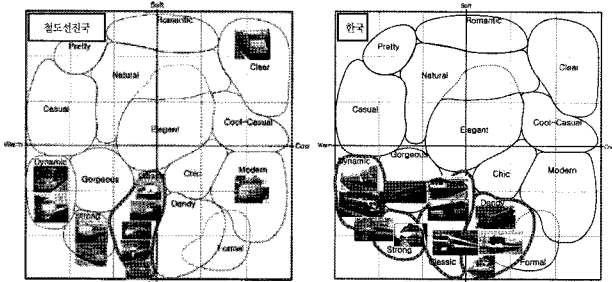 철도선진국
Soft
Romantic
Pretty
Clear
Natural
Casual
Elegant
Cool-Casual
Warm
Cool
Dynamic
Gorgeous
Chic
Modern
Dandy
Strong
Formal
한국
Soft
Romantic
Pretty
Clear
Natural
Casual
Elegant
Cool-Casual
Warm
Cool
Dynamic
Gorgeous
Chic
Modern
Dandy
Strong
Classic
Formal